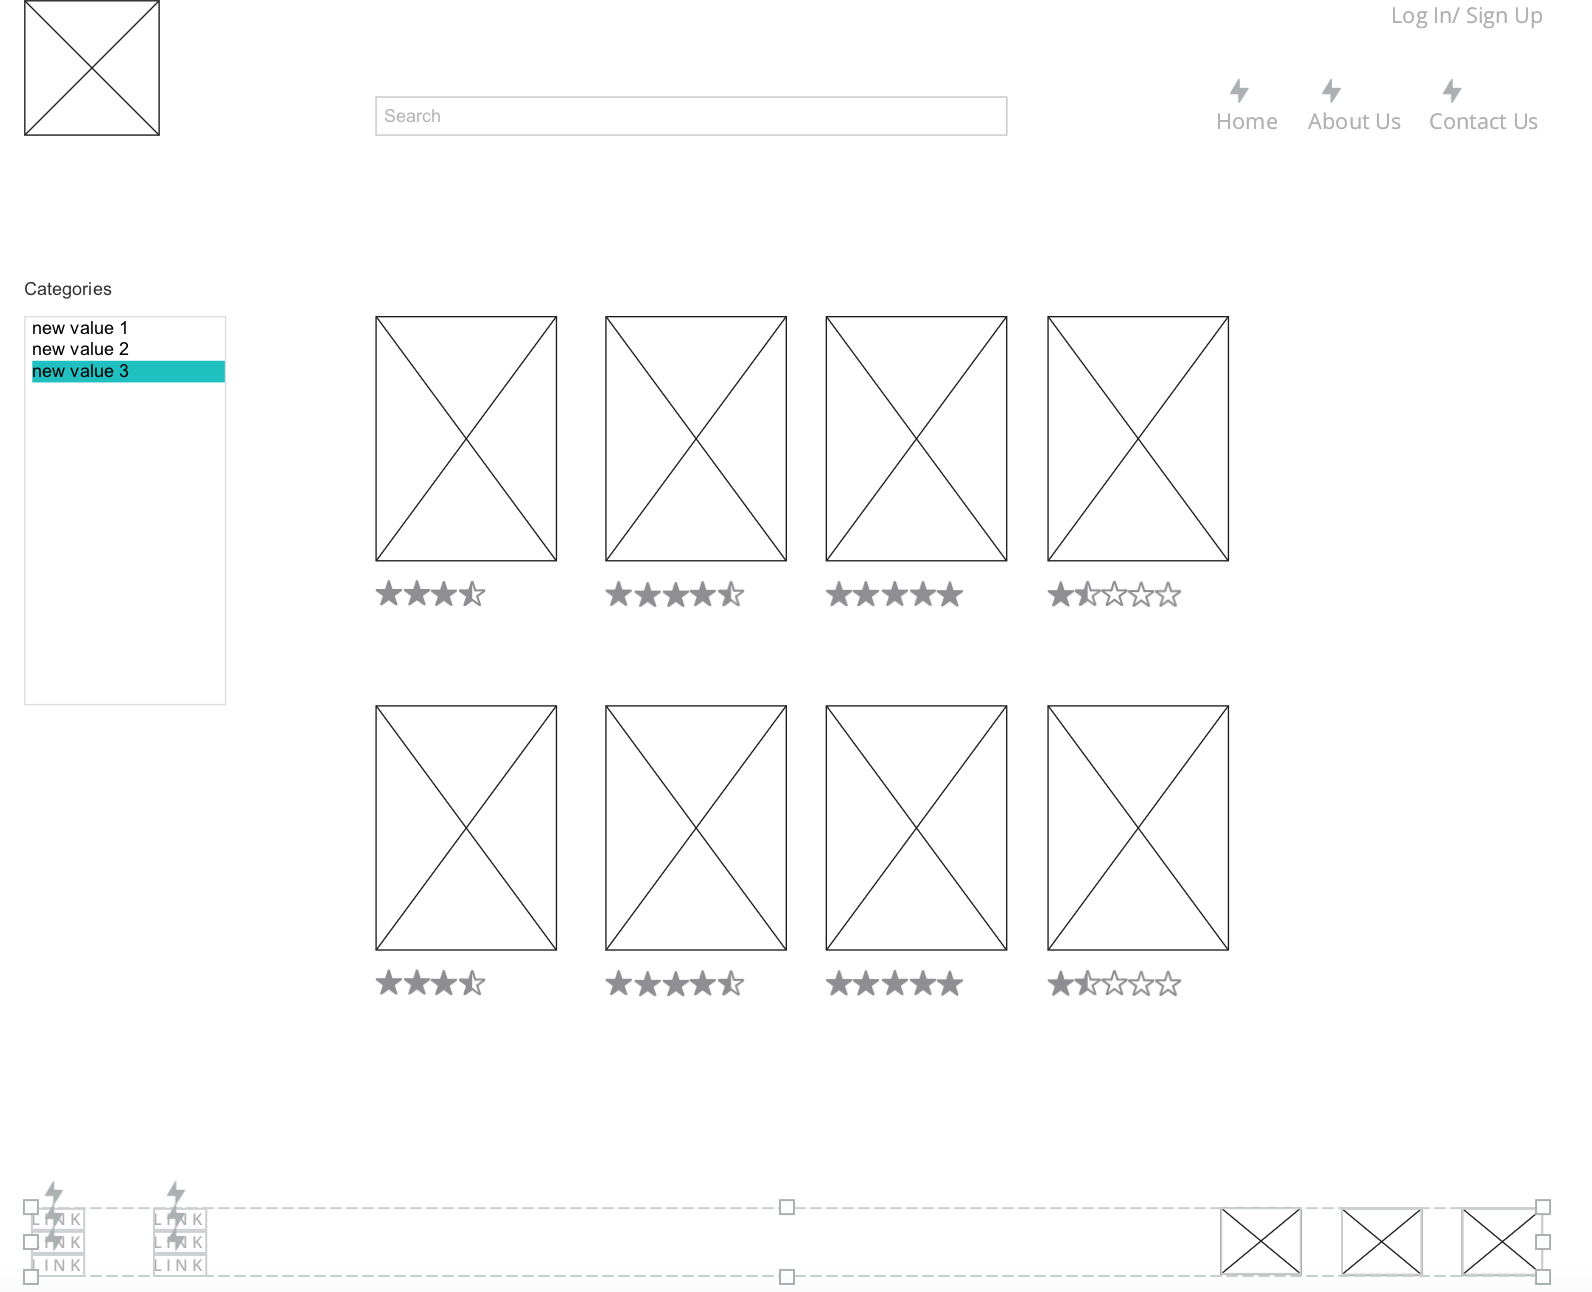 Log In/ Sign Up
Search
Home About Us Contact Us
Categories
new value 1
new value 2
new value 3
LINK LINK
LINK LINK
LINK LINK